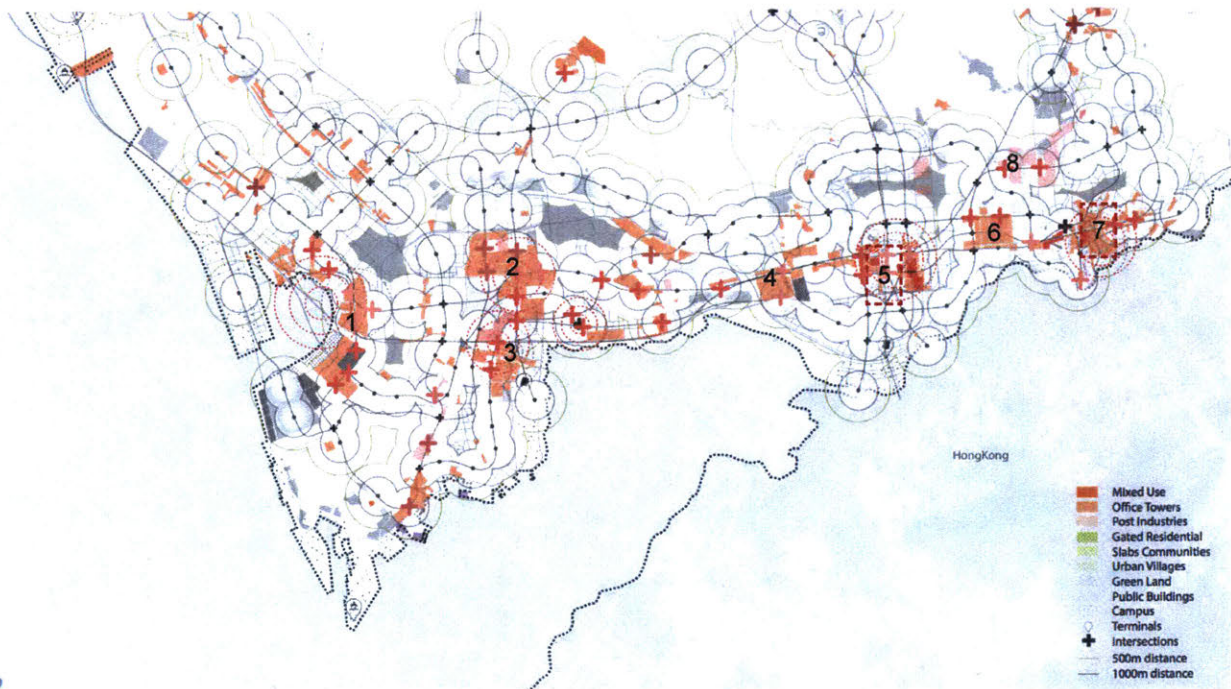 8
7
6
2
5
4
1
3
HongKong
Mixed Use
Office Towers
Post Industries
Gated Residential
Slabs Communities
Urban Villages
Green Land
Public Buildings
Campus
Terminals
Intersections
500m distance
1000m distance